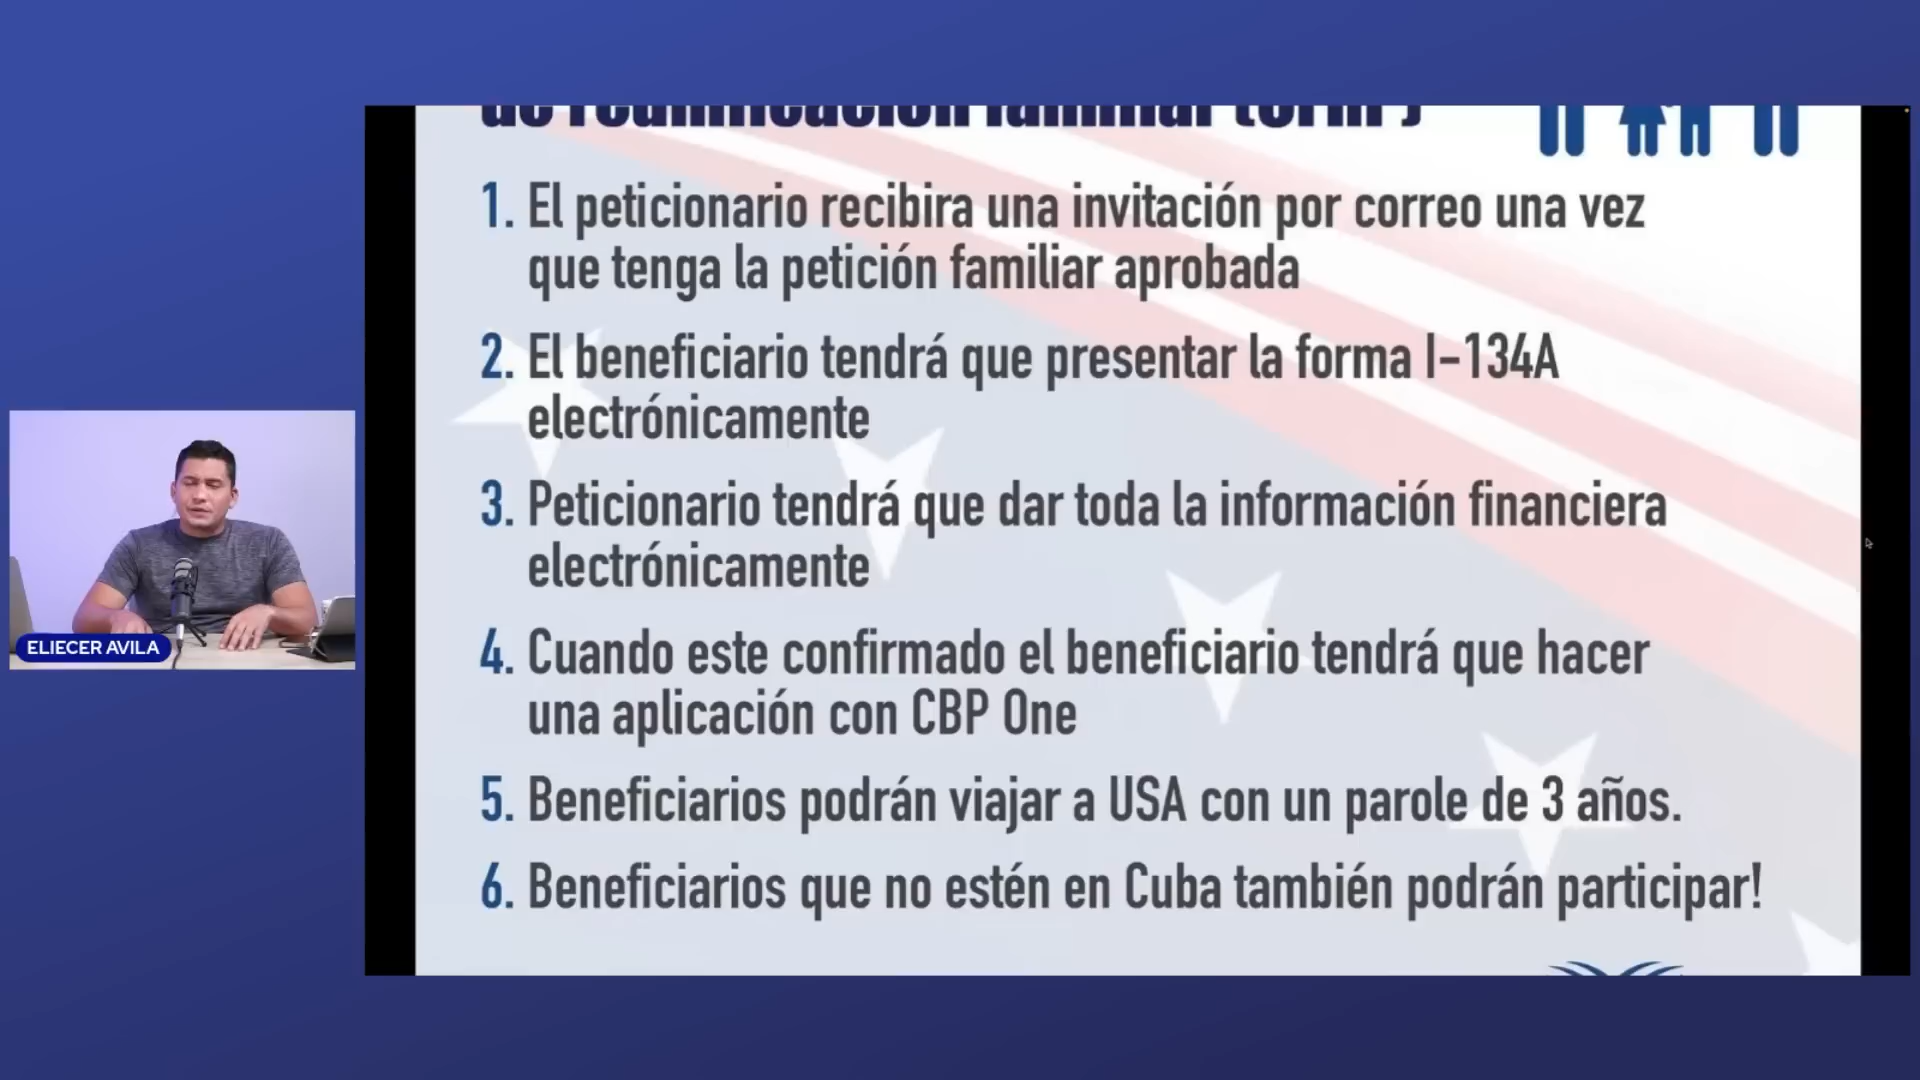 de reunificación familiar
1. El peticionario recibira una invitación por correo una vez
que tenga la petición familiar aprobada
2. El beneficiario tendrá que presentar la forma I-134A
electrónicamente
3. Peticionario tendrá que dar toda la información financiera
electrónicamente
4. Cuando este confirmado el beneficiario tendrá que hacer
una aplicación con CBP One
5. Beneficiarios podrán viajar a USA con un parole de 3 años.
6. Beneficiarios que no estén en Cuba también podrán participar!
ELIECER AVILA